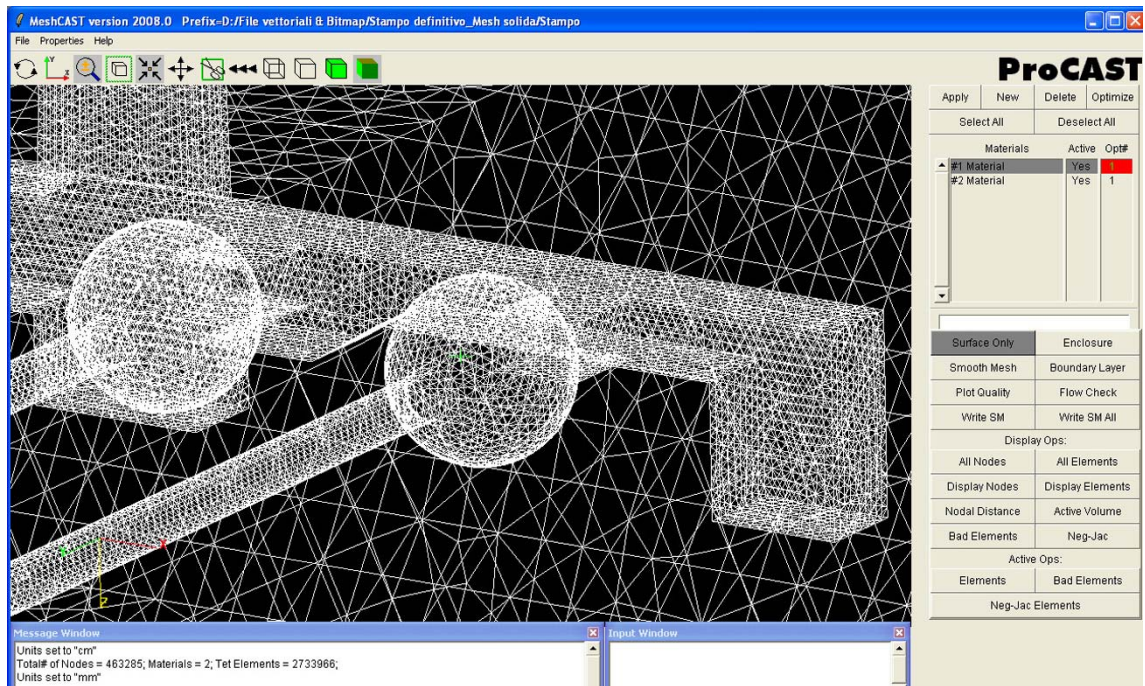 MeshCAST version 2008.0 Prefix=D:/File vettoriali & Bitmap/Stampo definitivo_Mesh solida/Stampo
File Properties Help
ProCAST
Apply New Delete Optimize
Select All Deselect All
Materials Active Opt#
#1 Material Yes 1
#2 Material Yes 1
Surface Only Enclosure
Smooth Mesh Boundary Layer
Plot Quality Flow Check
Write SM Write SM All
Display Ops:
All Nodes All Elements
Display Nodes Display Elements
Nodal Distance Active Volume
Bad Elements Neg-Jac
Active Ops:
Elements Bad Elements
Neg-Jac Elements
Message Window
Units set to "cm"
Total# of Nodes = 463285; Materials = 2; Tet Elements = 2733966;
Units set to "mm"
Input Window